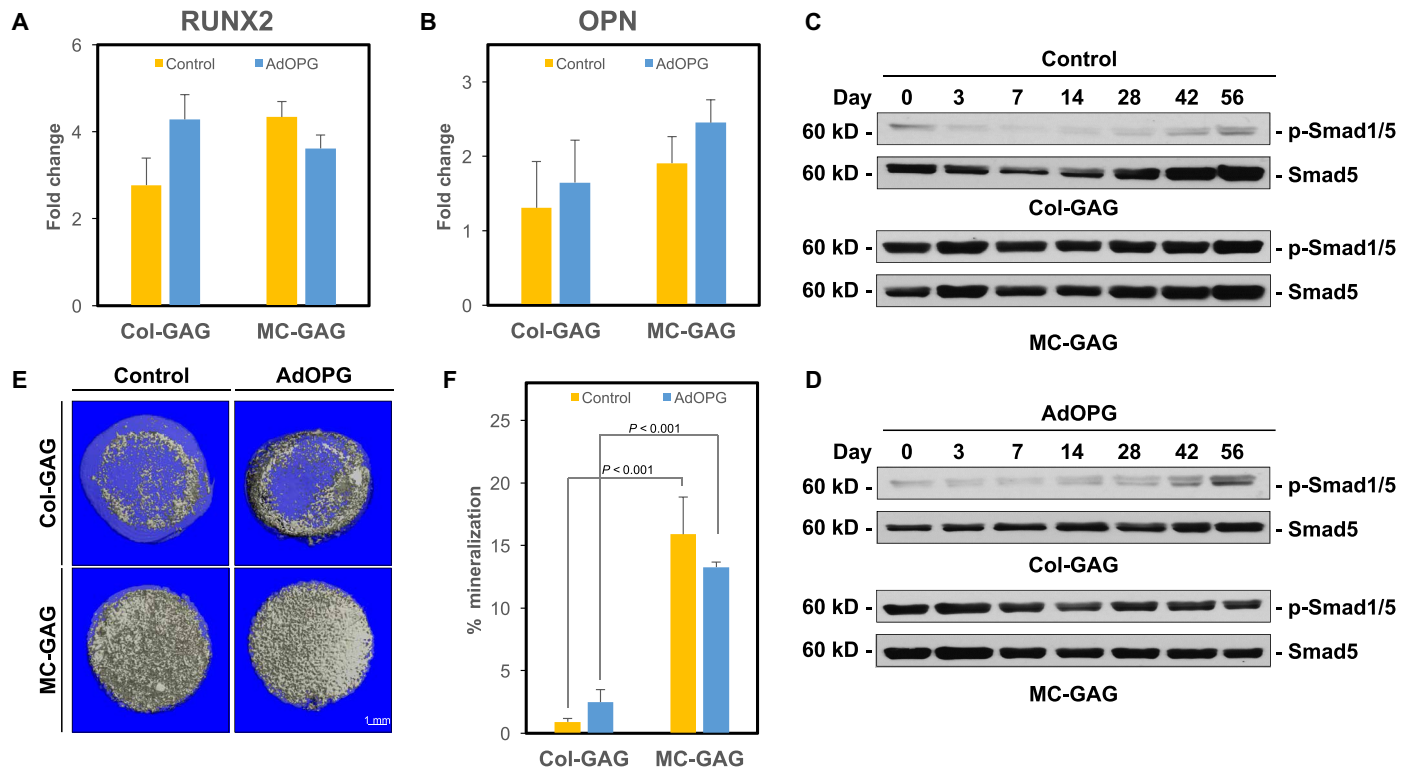 A
RUNX2
Fold change
6
4
2
0
Control
AdOPG
Col-GAG
MC-GAG
B
OPN
Fold change
3
2
1
0
Control
AdOPG
Col-GAG
MC-GAG
C
Control
Day 0 3 7 14 28 42 56
60 kD - - p-Smad1/5
60 kD - - Smad5
Col-GAG
60 kD - - p-Smad1/5
60 kD - - Smad5
MC-GAG
E
Control
AdOPG
Col-GAG
MC-GAG
1 mm
F
% mineralization
25
20
15
10
5
0
Control
AdOPG
P < 0.001
P < 0.001
Col-GAG
MC-GAG
D
AdOPG
Day 0 3 7 14 28 42 56
60 kD - - p-Smad1/5
60 kD - - Smad5
Col-GAG
60 kD - - p-Smad1/5
60 kD - - Smad5
MC-GAG